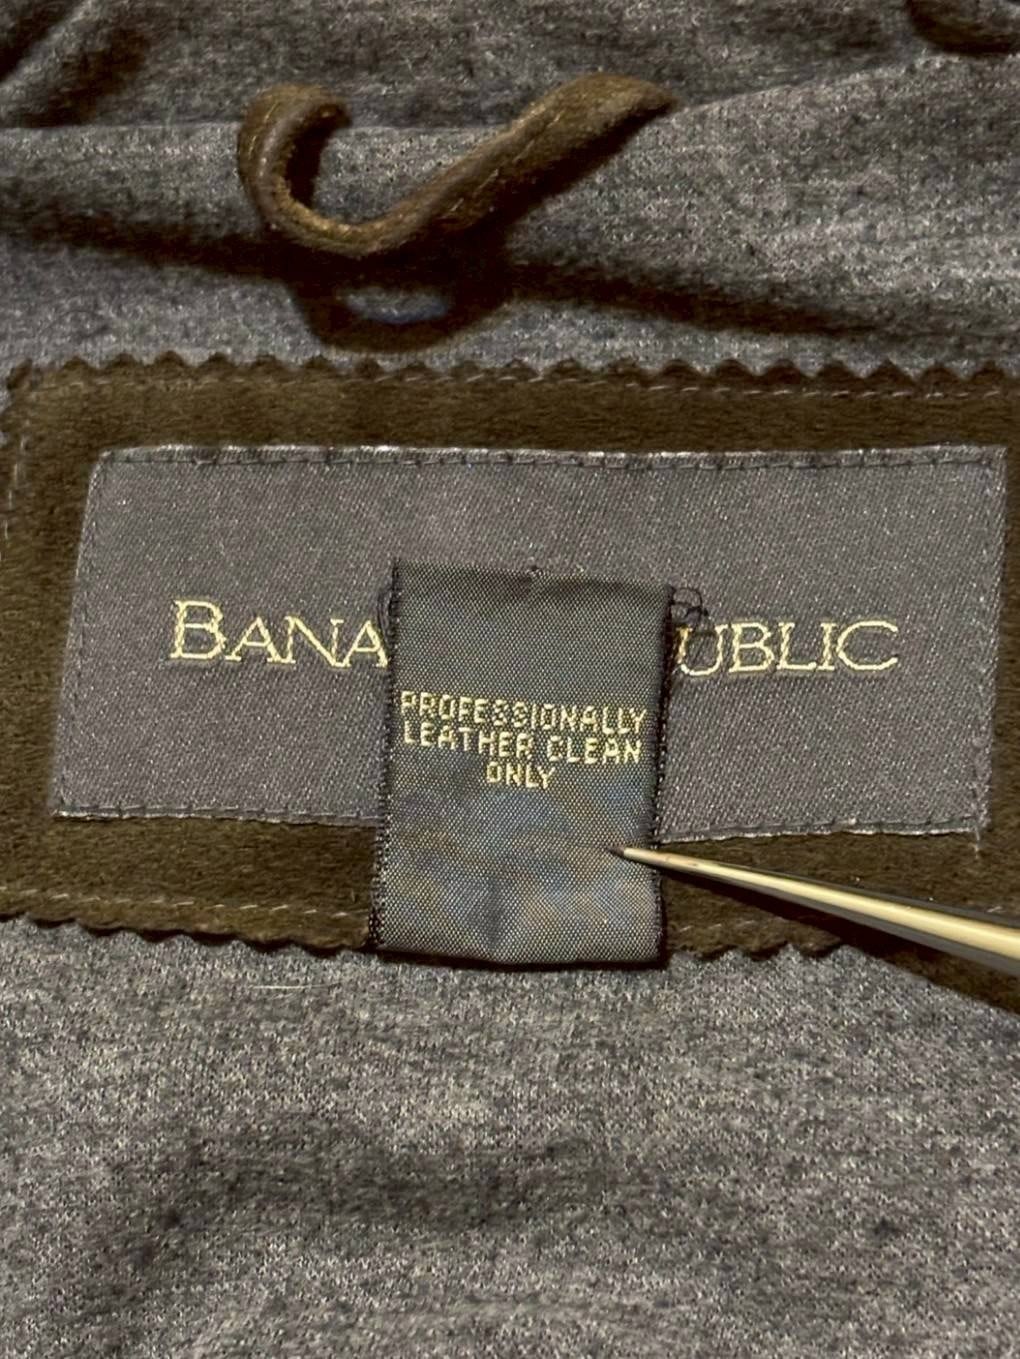 BANA UBLIC
PROFESSIONALLY
LEATHER CLEAN
ONLY